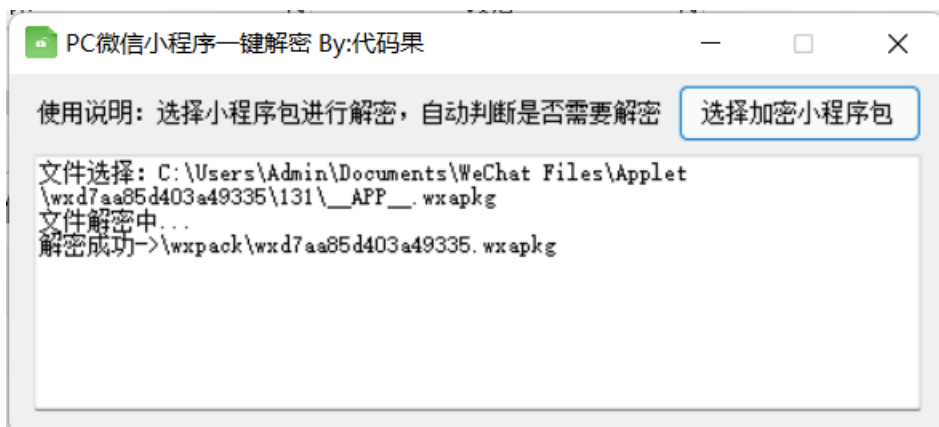 PC微信小程序一键解密 By:代码果
使用说明：选择小程序包进行解密，自动判断是否需要解密
选择加密小程序包
文件选择：C:\Users\Admin\Documents\WeChat Files\Applet
\wxd7aa85d403a49335\131\__APP__.wxapkg
文件解密中...
解密成功->\wxpack\wxd7aa85d403a49335.wxapkg